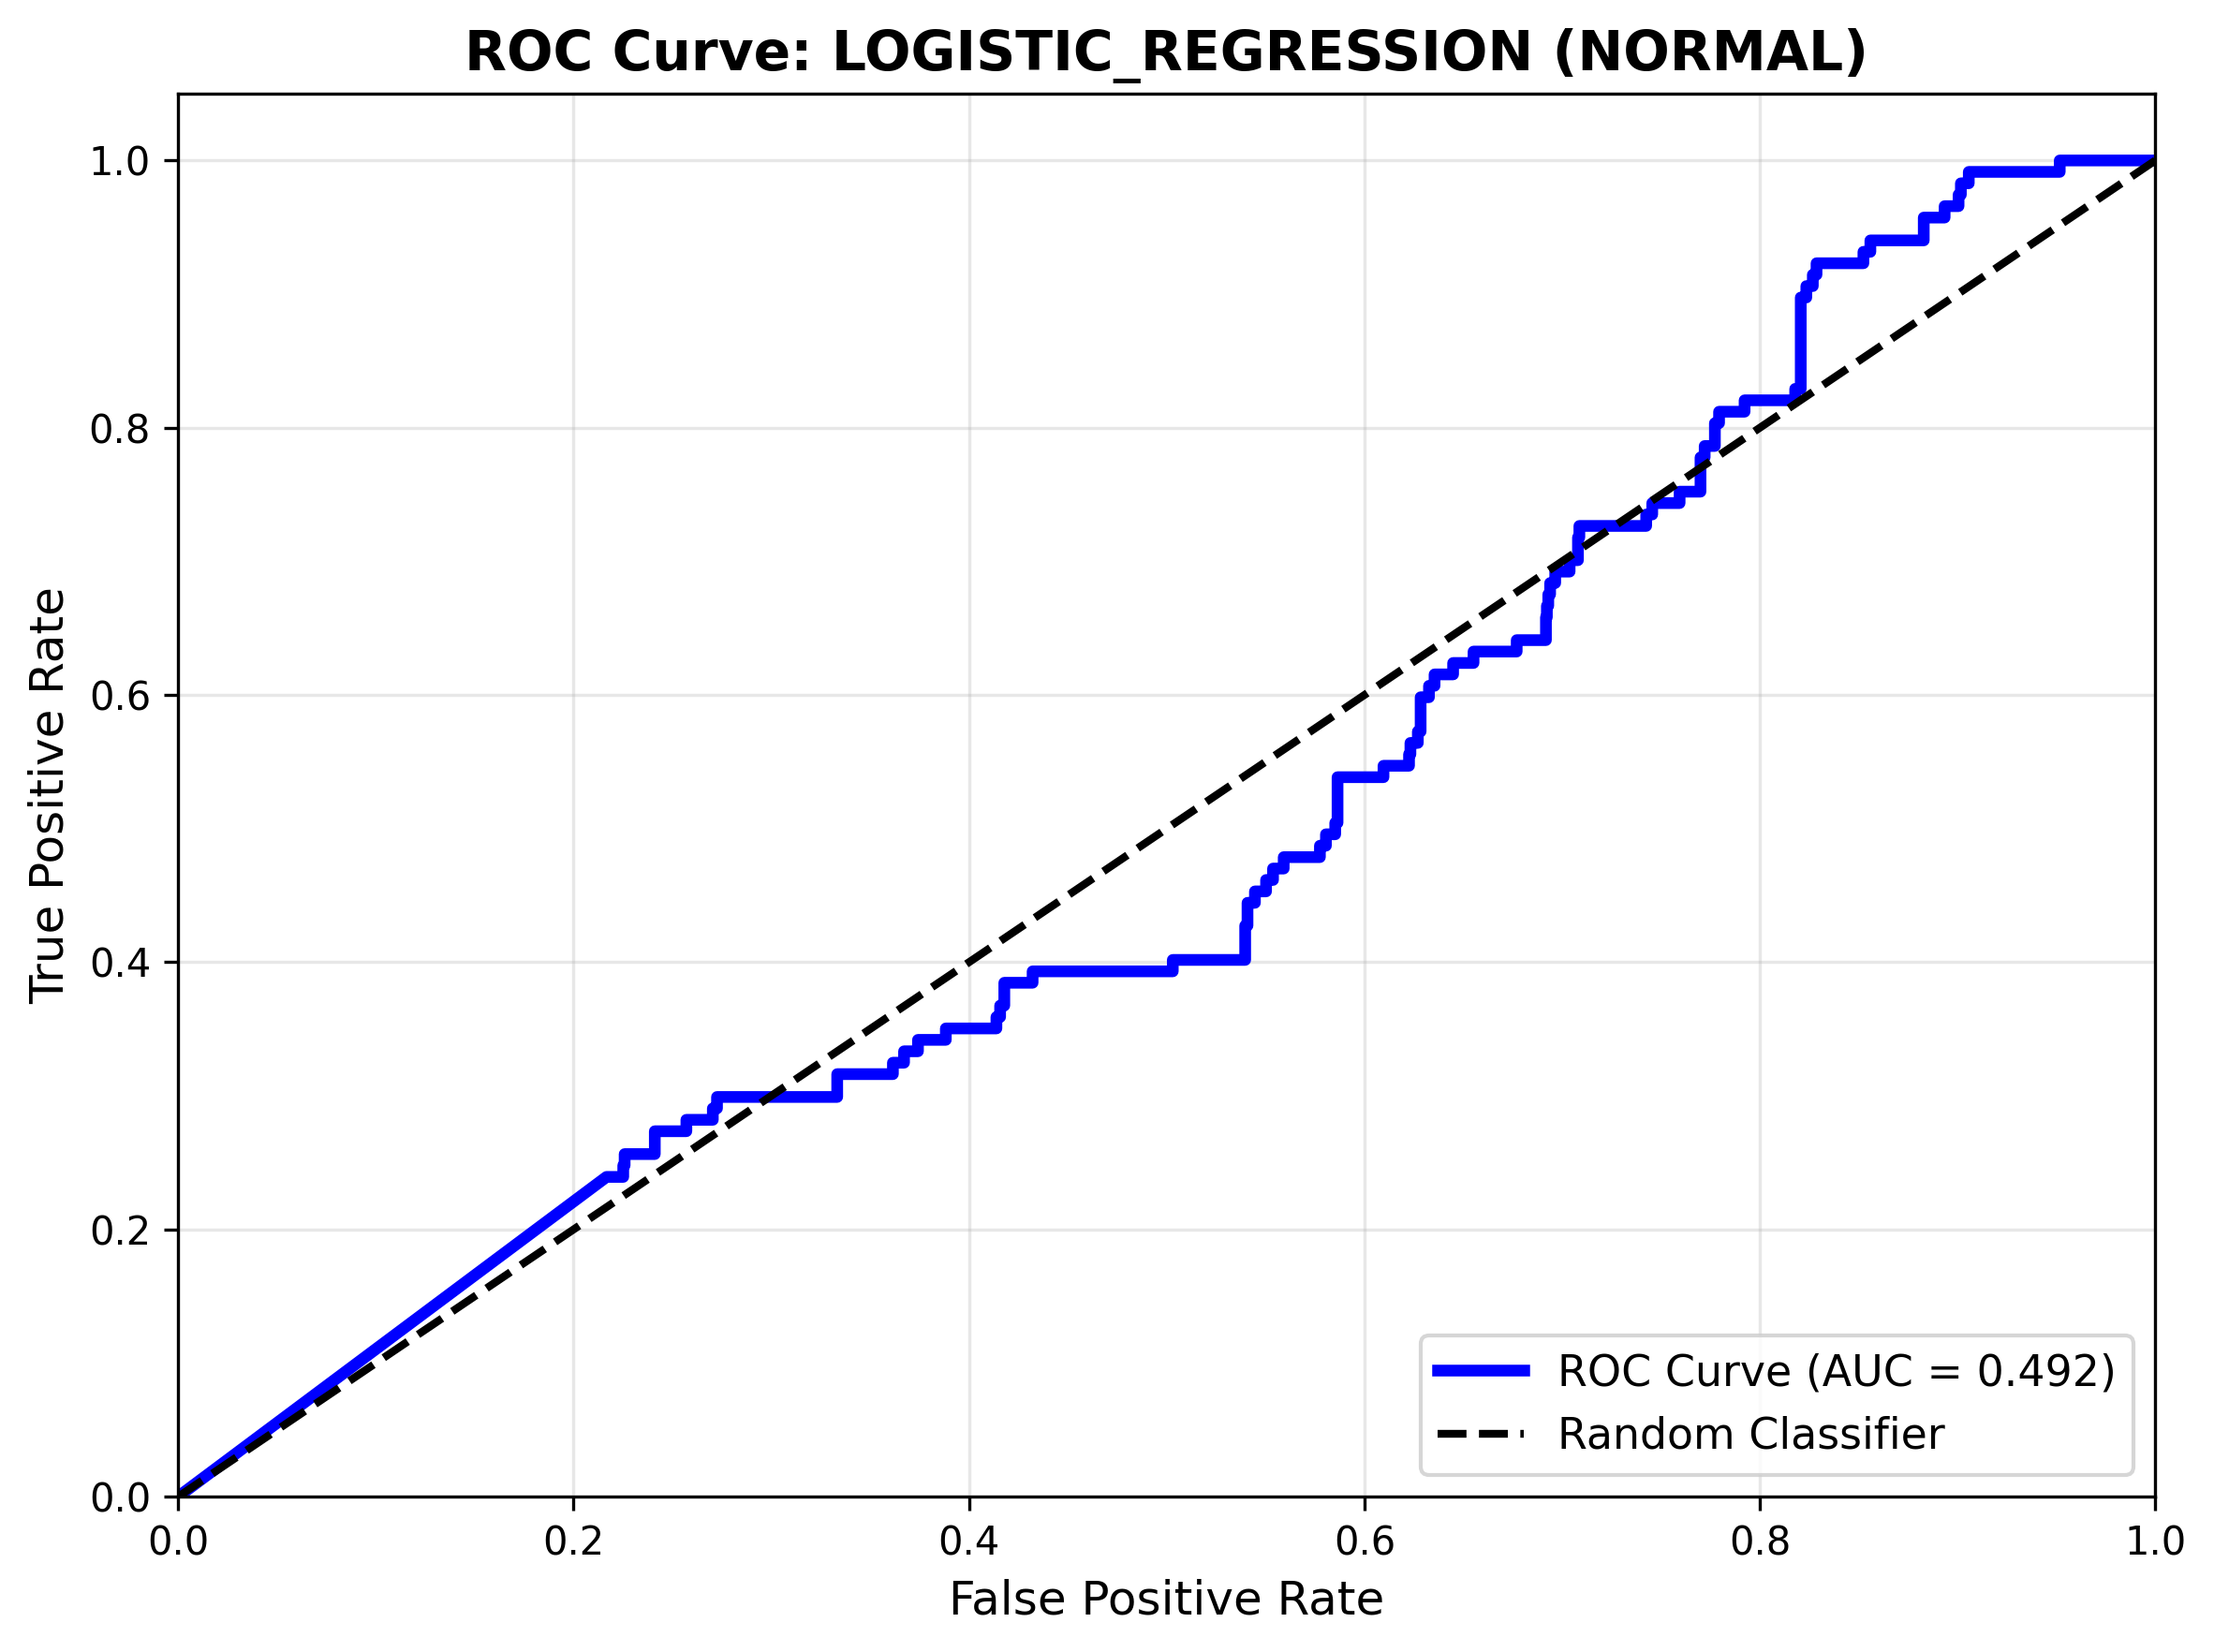 ROC Curve: LOGISTIC_REGRESSION (NORMAL)
True Positive Rate
1.0
0.8
0.6
0.4
0.2
0.0
ROC Curve (AUC = 0.492)
Random Classifier
0.0 0.2 0.4 0.6 0.8 1.0
False Positive Rate